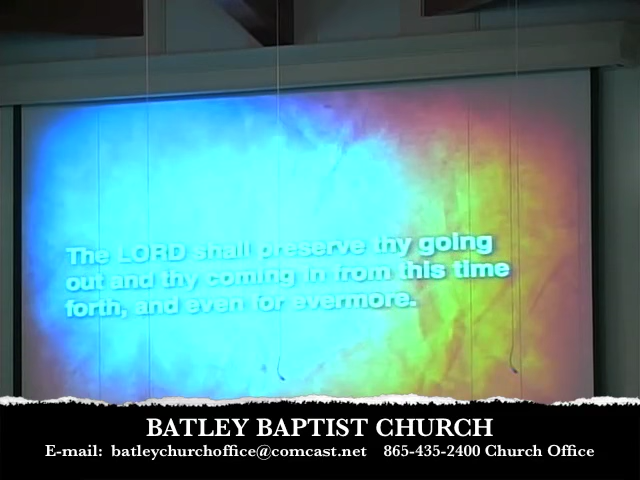 The LORD shall preserve thy going
out and thy coming in from this time
forth, and even for evermore.
BATLEY BAPTIST CHURCH
E-mail: batleychurchoffice@comcast.net 865-435-2400 Church Office